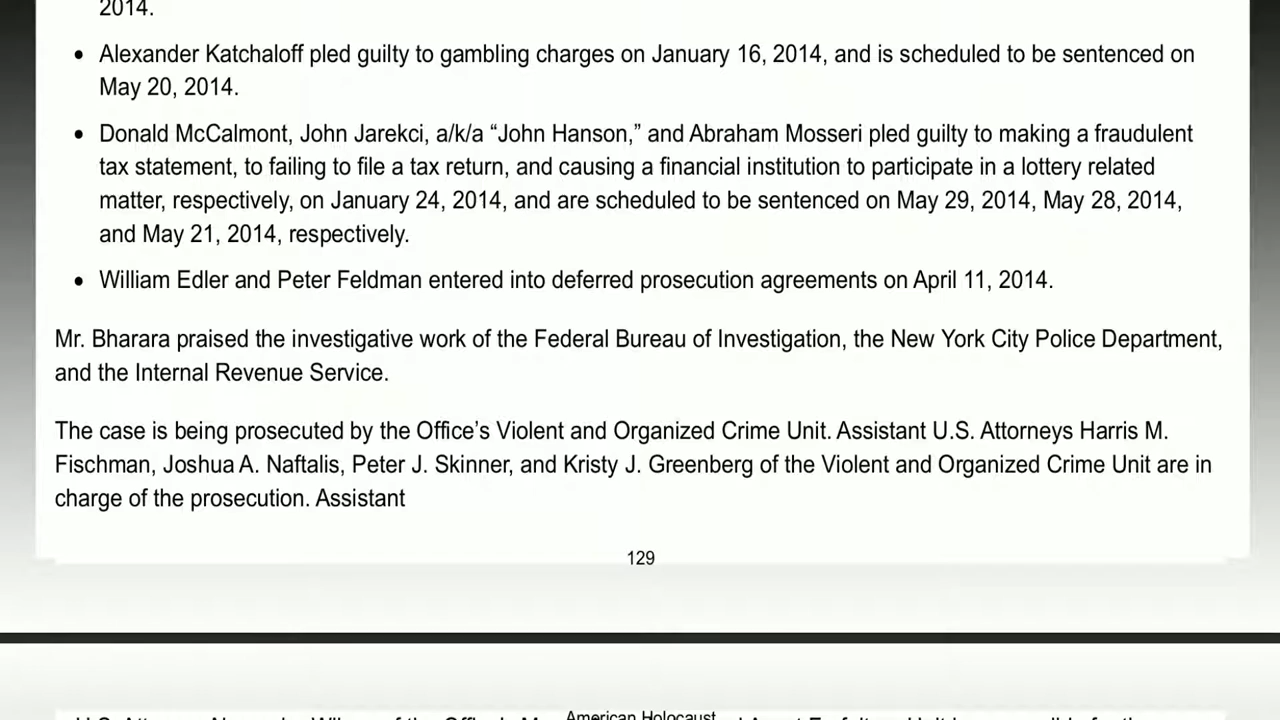 2014.
• Alexander Katchaloff pled guilty to gambling charges on January 16, 2014, and is scheduled to be sentenced on
May 20, 2014.
• Donald McCalmont, John Jarekci, a/k/a “John Hanson,” and Abraham Mosseri pled guilty to making a fraudulent
tax statement, to failing to file a tax return, and causing a financial institution to participate in a lottery related
matter, respectively, on January 24, 2014, and are scheduled to be sentenced on May 29, 2014, May 28, 2014,
and May 21, 2014, respectively.
• William Edler and Peter Feldman entered into deferred prosecution agreements on April 11, 2014.
Mr. Bharara praised the investigative work of the Federal Bureau of Investigation, the New York City Police Department,
and the Internal Revenue Service.
The case is being prosecuted by the Office’s Violent and Organized Crime Unit. Assistant U.S. Attorneys Harris M.
Fischman, Joshua A. Naftalis, Peter J. Skinner, and Kristy J. Greenberg of the Violent and Organized Crime Unit are in
charge of the prosecution. Assistant
129
American Holocaust